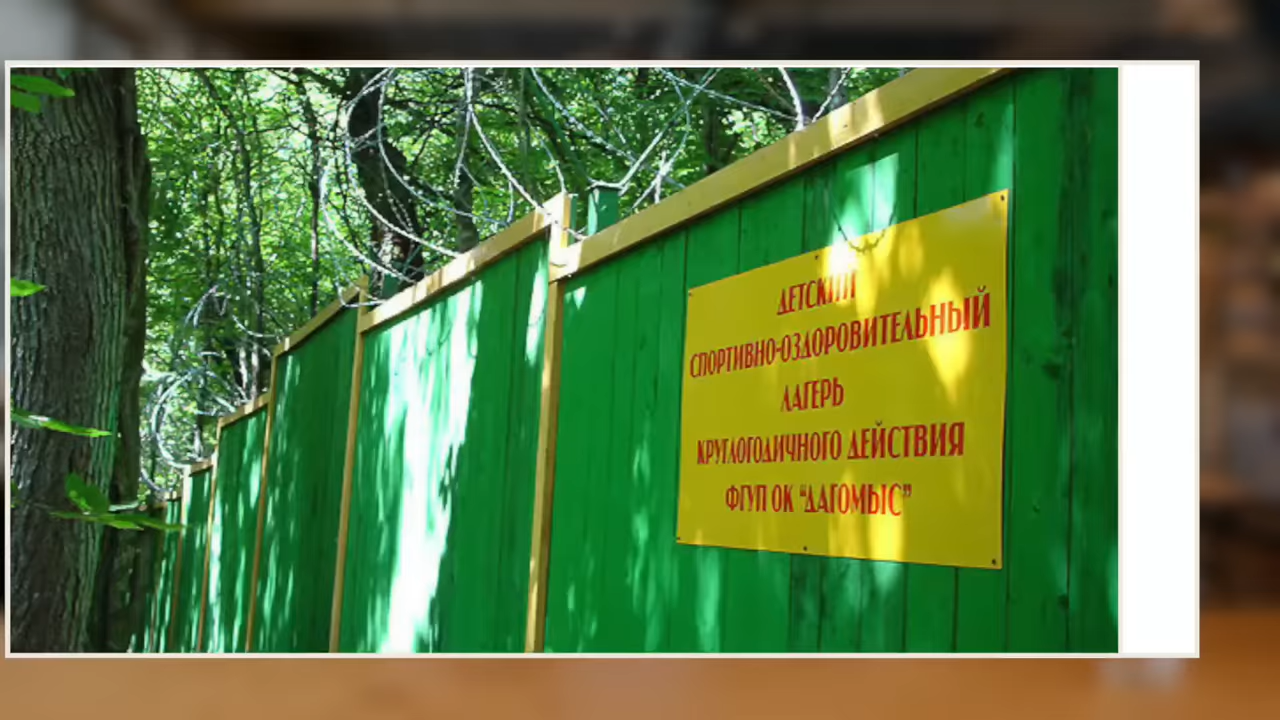 ДЕТСКИЙ
СПОРТИВНО-ОЗДОРОВИТЕЛЬНЫЙ
ЛАГЕРЬ
КРУГЛОГОДИЧНОГО ДЕЙСТВИЯ
ФГУП ОК "ДАГОМЫС"